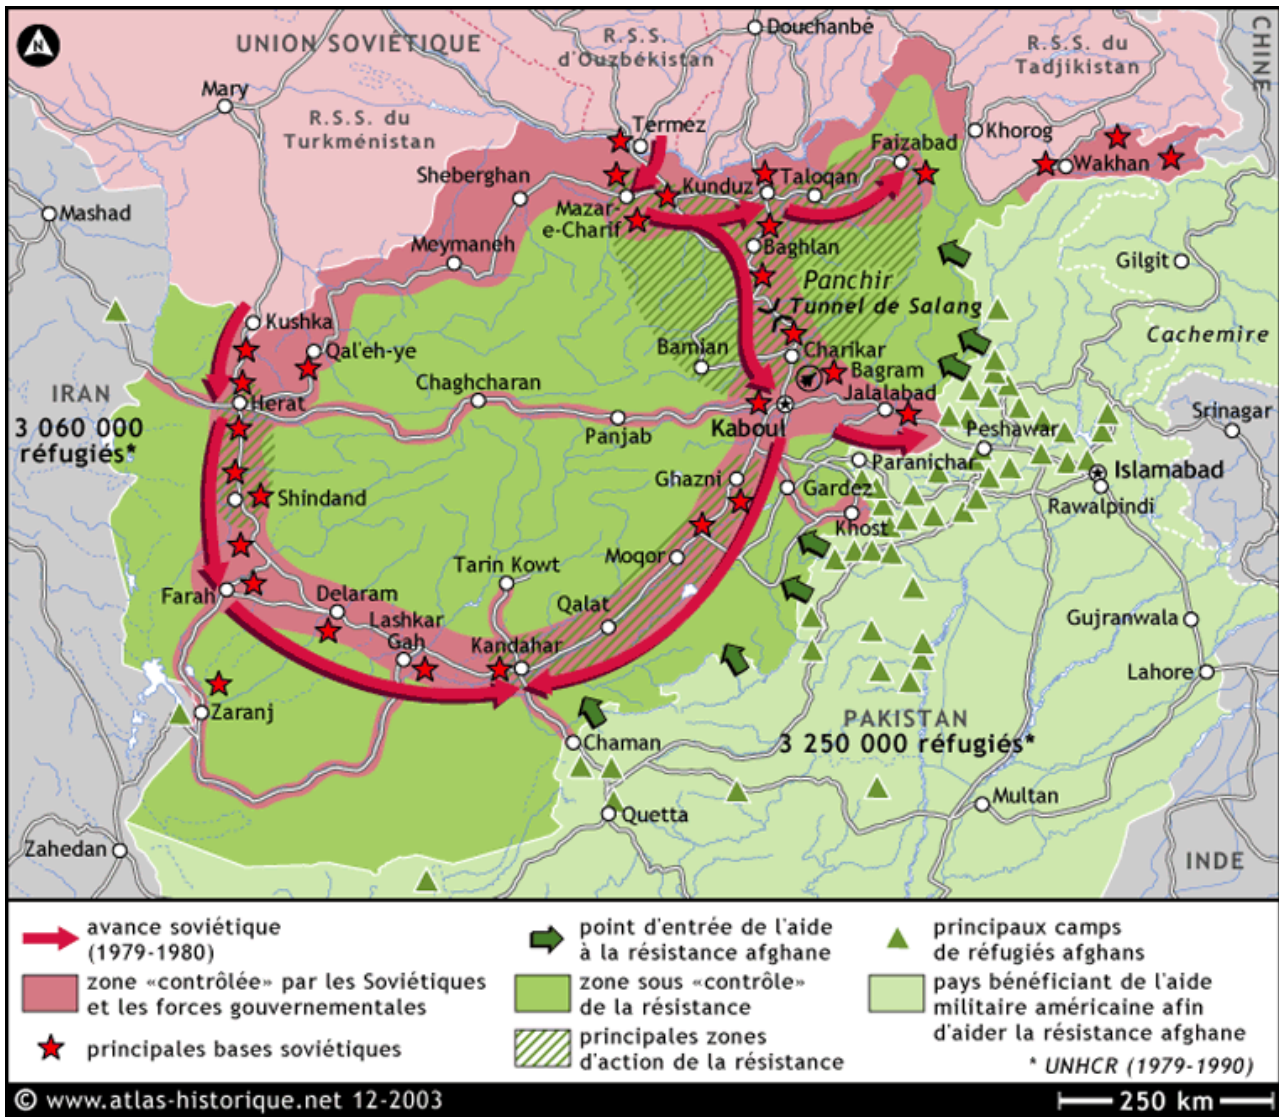 N
UNION SOVIÉTIQUE
R.S.S.
d'Ouzbékistan
Douchanbé
R.S.S. du
Tadjikistan
CHINE
Mary
R.S.S. du
Turkménistan
Termez
Khorog
Faizabad
Wakhan
Sheberghan
Kunduz
Taloqan
Mashad
Mazar-
e-Charif
Meymaneh
Baghlan
Gilgit
Panchir
Tunnel de Salang
Kushka
Cachemire
Qal'eh-ye
Bamian
Charikar
Bagram
IRAN
Chaghcharan
Jalalabad
Herat
Srinagar
3 060 000
réfugiés*
Panjab
Kaboul
Peshawar
Paranichar
Islamabad
Ghazni
Gardez
Shindand
Rawalpindi
Khost
Moqor
Tarin Kowt
Farah
Delaram
Qalat
Lashkar
Gah
Gujranwala
Kandahar
Lahore
Zaranj
PAKISTAN
3 250 000 réfugiés*
Chaman
Multan
Quetta
Zahedan
INDE
avance soviétique
(1979-1980)
zone «contrôlée» par les Soviétiques
et les forces gouvernementales
principales bases soviétiques
point d'entrée de l'aide
à la résistance afghane
zone sous «contrôle»
de la résistance
principales zones
d'action de la résistance
principaux camps
de réfugiés afghans
pays bénéficiant de l'aide
militaire américaine afin
d'aider la résistance afghane
* UNHCR (1979-1990)
© www.atlas-historique.net 12-2003
250 km